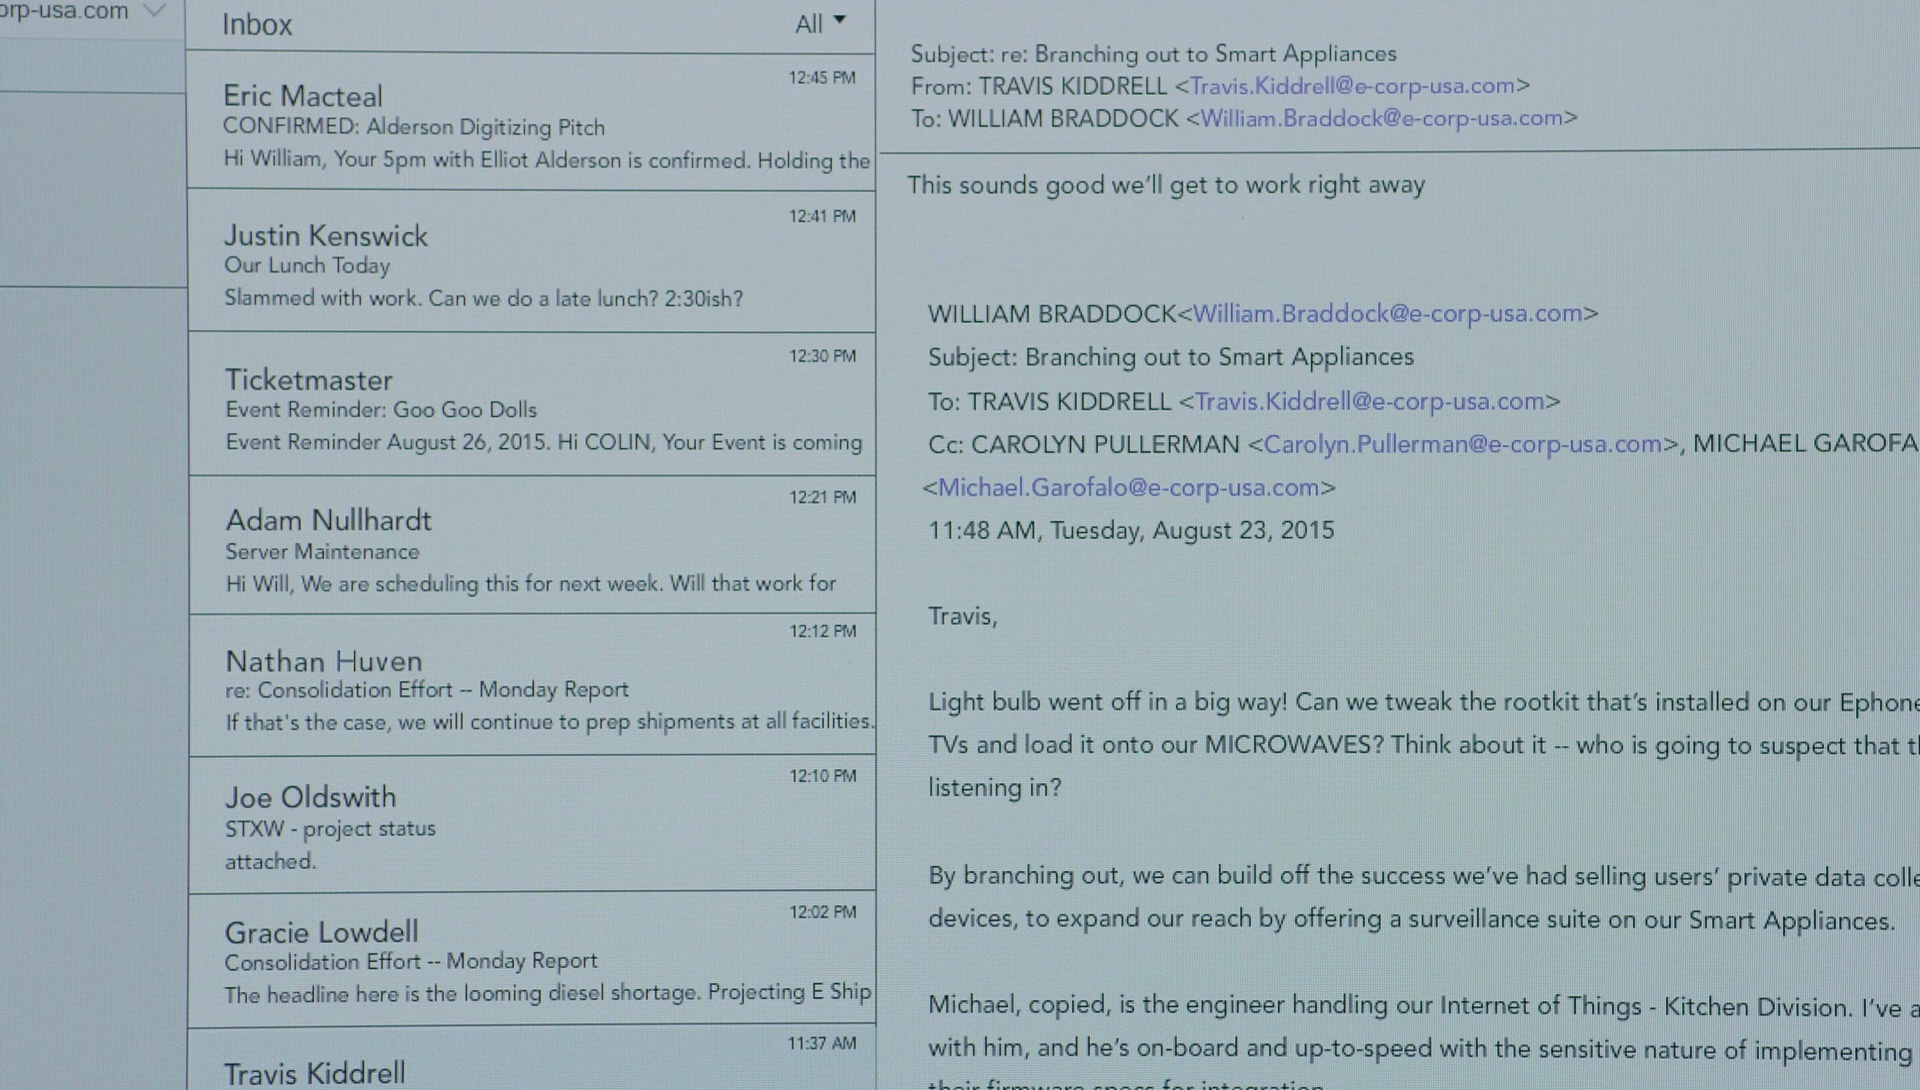 orp-usa.com
Inbox
All
12:45 PM
Eric Macteal
CONFIRMED: Alderson Digitizing Pitch
Hi William, Your 5pm with Elliot Alderson is confirmed. Holding the
12:41 PM
Justin Kenswick
Our Lunch Today
Slammed with work. Can we do a late lunch? 2:30ish?
12:30 PM
Ticketmaster
Event Reminder: Goo Goo Dolls
Event Reminder August 26, 2015. Hi COLIN, Your Event is coming
12:21 PM
Adam Nullhardt
Server Maintenance
Hi Will, We are scheduling this for next week. Will that work for
12:12 PM
Nathan Huven
re: Consolidation Effort -- Monday Report
If that's the case, we will continue to prep shipments at all facilities.
12:10 PM
Joe Oldswith
STXW - project status
attached.
12:02 PM
Gracie Lowdell
Consolidation Effort -- Monday Report
The headline here is the looming diesel shortage. Projecting E Ship
11:37 AM
Travis Kiddrell
Subject: re: Branching out to Smart Appliances
From: TRAVIS KIDDRELL <Travis.Kiddrell@e-corp-usa.com>
To: WILLIAM BRADDOCK <William.Braddock@e-corp-usa.com>
This sounds good we'll get to work right away
WILLIAM BRADDOCK<William.Braddock@e-corp-usa.com>
Subject: Branching out to Smart Appliances
To: TRAVIS KIDDRELL <Travis.Kiddrell@e-corp-usa.com>
Cc: CAROLYN PULLERMAN <Carolyn.Pullerman@e-corp-usa.com>, MICHAEL GAROFA
<Michael.Garofalo@e-corp-usa.com>
11:48 AM, Tuesday, August 23, 2015
Travis,
Light bulb went off in a big way! Can we tweak the rootkit that's installed on our Ephone
TVs and load it onto our MICROWAVES? Think about it -- who is going to suspect that t
listening in?
By branching out, we can build off the success we've had selling users' private data colle
devices, to expand our reach by offering a surveillance suite on our Smart Appliances.
Michael, copied, is the engineer handling our Internet of Things - Kitchen Division. I've a
with him, and he's on-board and up-to-speed with the sensitive nature of implementing
their firmware specs for integration